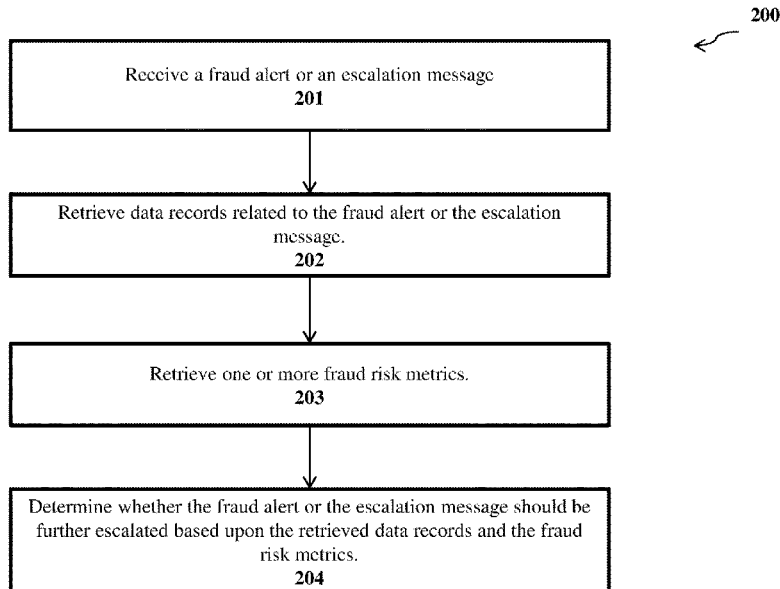 200
Receive a fraud alert or an escalation message
201
Retrieve data records related to the fraud alert or the escalation
message.
202
Retrieve one or more fraud risk metrics.
203
Determine whether the fraud alert or the escalation message should be
further escalated based upon the retrieved data records and the fraud
risk metrics.
204